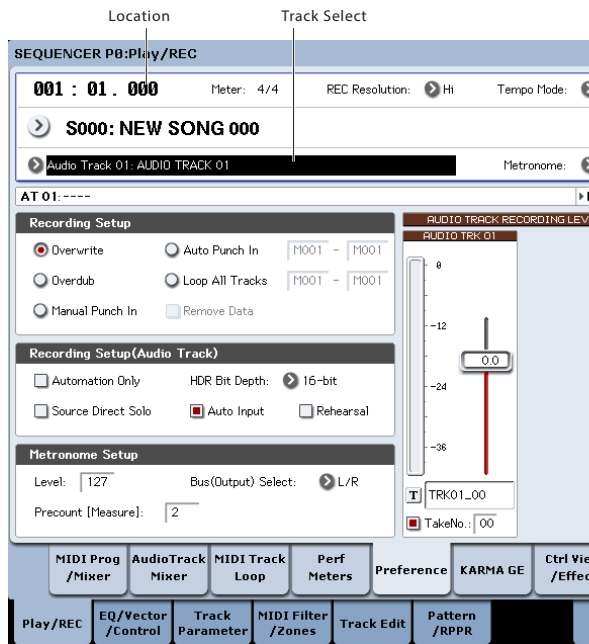 Location Track Select
SEQUENCER P0:Play/REC
001 : 01 . 000 Meter: 4/4 REC Resolution: Hi Tempo Mode:
S000: NEW SONG 000
Audio Track 01: AUDIO TRACK 01 Metronome:
AT 01:----
Recording Setup
Overwrite Auto Punch In M001 - M001
Overdub Loop All Tracks M001 - M001
Manual Punch In Remove Data
Recording Setup(Audio Track)
Automation Only HDR Bit Depth: 16-bit
Source Direct Solo Auto Input Rehearsal
Metronome Setup
Level: 127 Bus(Output) Select: L/R
Precount [Measure]: 2
AUDIO TRACK RECORDING LEV
AUDIO TRK 01
0
-12
0.0
-24
-36
T TRK01_00
TakeNo.: 00
MIDI Prog /Mixer AudioTrack Mixer MIDI Track Loop Perf Meters Preference KARMA GE Ctrl Vie /Effec
Play/REC EQ/Vector /Control Track Parameter MIDI Filter /Zones Track Edit Pattern /RPPR